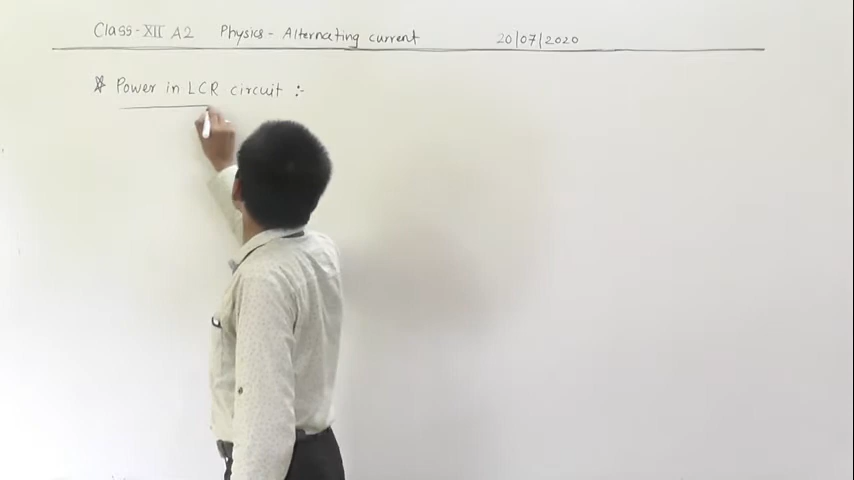 Class-XII A2 Physics - Alternating current 20/07/2020
* Power in LCR circuit :-